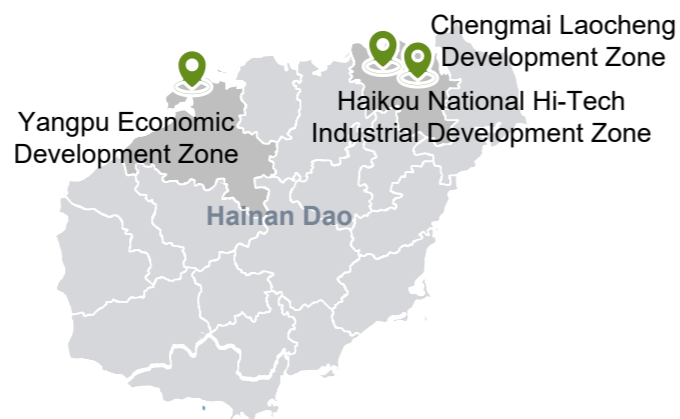 Chengmai Laocheng
Development Zone
Haikou National Hi-Tech
Industrial Development Zone
Yangpu Economic
Development Zone
Hainan Dao